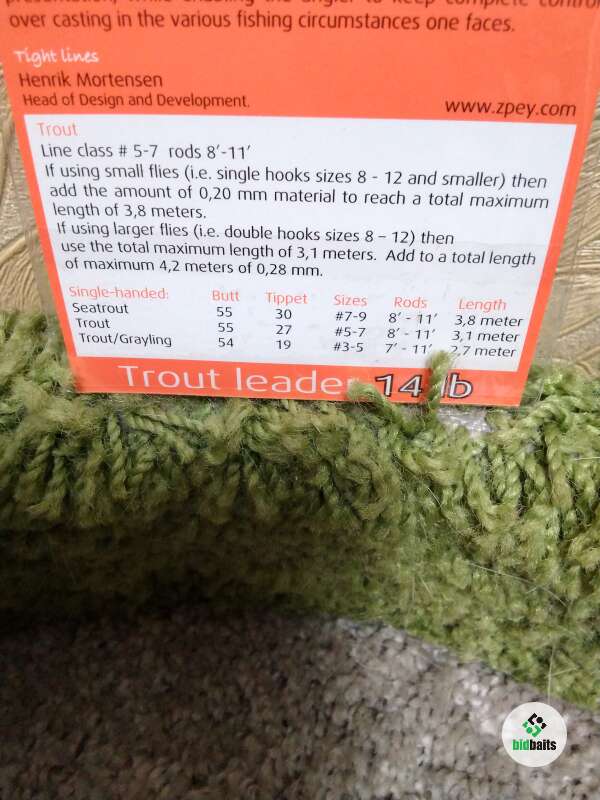 over casting in the various fishing circumstances one faces.
Tight lines
Henrik Mortensen
Head of Design and Development.
www.zpey.com
Trout
Line class # 5-7 rods 8'-11'
If using small flies (i.e. single hooks sizes 8 - 12 and smaller) then
add the amount of 0,20 mm material to reach a total maximum
length of 3,8 meters.
If using larger flies (i.e. double hooks sizes 8 – 12) then
use the total maximum length of 3,1 meters. Add to a total length
of maximum 4,2 meters of 0,28 mm.
Single-handed: Butt Tippet Sizes Rods Length
Seatrout 55 30 #7-9 8' - 11' 3,8 meter
Trout 55 27 #5-7 8' - 11' 3,1 meter
Trout/Grayling 54 19 #3-5 7' - 11' 2,7 meter
Trout leader 14 lb
bidbaits